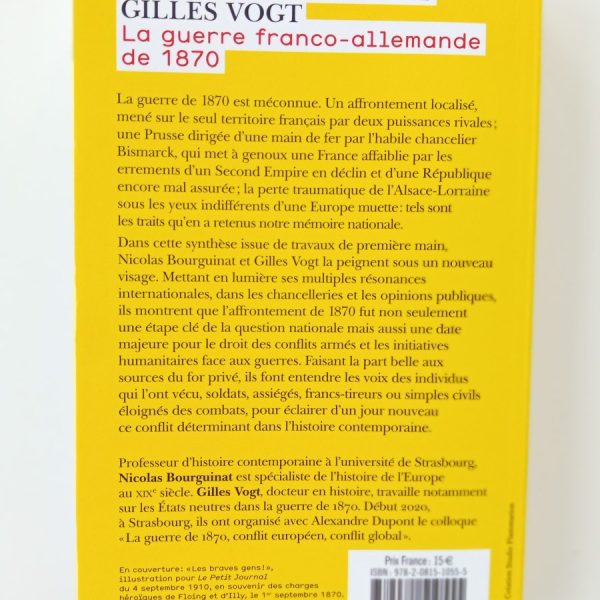 GILLES VOGT
La guerre franco-allemande
de 1870
La guerre de 1870 est méconnue. Un affrontement localisé,
mené sur le seul territoire français par deux puissances rivales ;
une Prusse dirigée d'une main de fer par l'habile chancelier
Bismarck, qui met à genoux une France affaiblie par les
errements d'un Second Empire en déclin et d'une République
encore mal assurée ; la perte traumatique de l'Alsace-Lorraine
sous les yeux indifférents d'une Europe muette : tels sont
les traits qu'en a retenus notre mémoire nationale.
Dans cette synthèse issue de travaux de première main,
Nicolas Bourguinat et Gilles Vogt la peignent sous un nouveau
visage. Mettant en lumière ses multiples résonances
internationales, dans les chancelleries et les opinions publiques,
ils montrent que l'affrontement de 1870 fut non seulement
une étape clé de la question nationale mais aussi une date
majeure pour le droit des conflits armés et les initiatives
humanitaires face aux guerres. Faisant la part belle aux
sources du for privé, ils font entendre les voix des individus
qui l'ont vécu, soldats, assiégés, francs-tireurs ou simples civils
éloignés des combats, pour éclairer d'un jour nouveau
ce conflit déterminant dans l'histoire contemporaine.
Professeur d'histoire contemporaine à l'université de Strasbourg,
Nicolas Bourguinat est spécialiste de l'histoire de l'Europe
au XIXe siècle. Gilles Vogt, docteur en histoire, travaille notamment
sur les États neutres dans la guerre de 1870. Début 2020,
à Strasbourg, ils ont organisé avec Alexandre Dupont le colloque
« La guerre de 1870, conflit européen, conflit global ».
En couverture : « Les braves gens ! »,
illustration pour Le Petit Journal
du 4 septembre 1910, en souvenir des charges
héroïques de Floing et d'Illy, le 1er septembre 1870.
Prix France : 15 €
ISBN : 978-2-0815-1055-5
Création Studio Flammarion